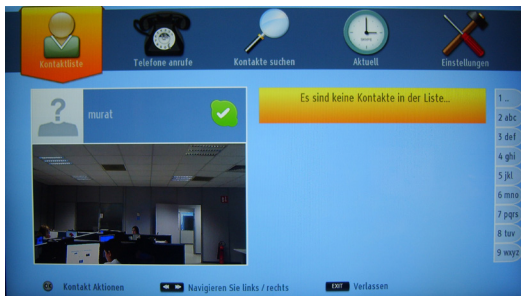 Kontaktliste
Telefone anrufe
Kontakte suchen
Aktuell
Einstellungen
murat
Es sind keine Kontakte in der Liste...
1 _
2 abc
3 def
4 ghi
5 jkl
6 mno
7 pqrs
8 tuv
9 wxyz
Kontakt Aktionen
Navigieren Sie links / rechts
EXIT Verlassen